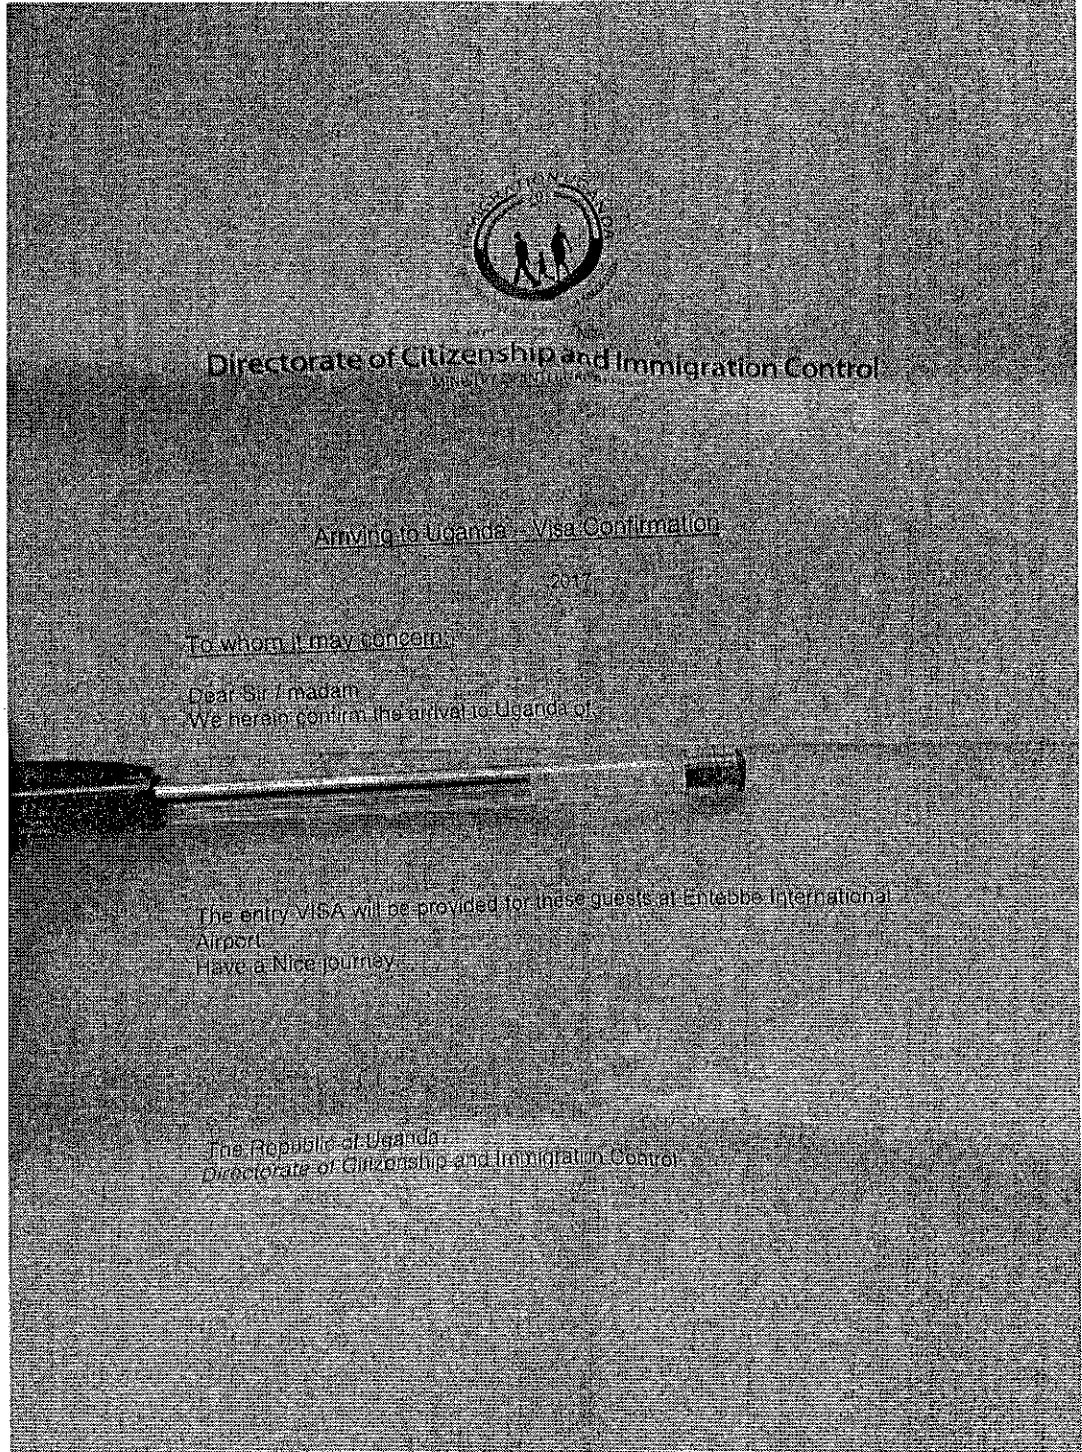 Directorate of Citizenship and Immigration Control
Arriving to Uganda - Visa Confirmation
2017
To whom it may concern:
Dear Sir / madam
We herein confirm the arrival to Uganda of
The entry VISA will be provided for these guests at Entebbe International
Airport
Have a Nice journey
The Republic of Uganda
Directorate of Citizenship and Immigration Control